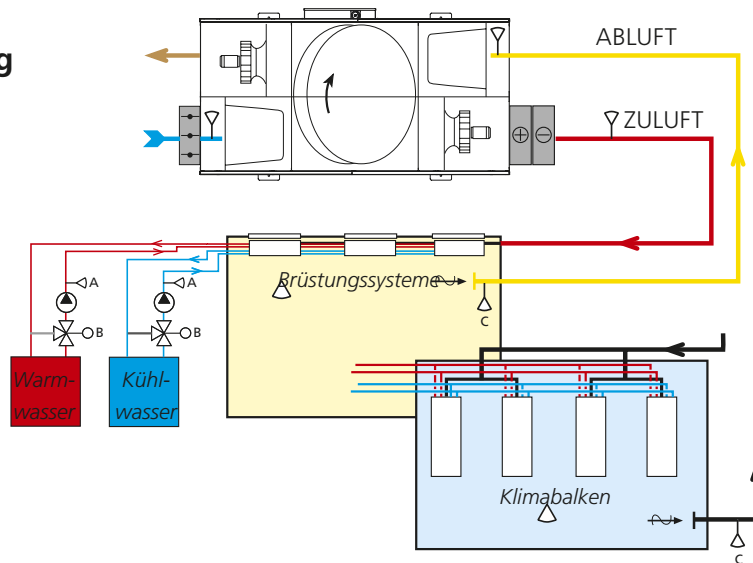 g
ABLUFT
ZULUFT
Brüstungssysteme
A
A
C
B
B
Warm-
wasser
Kühl-
wasser
Klimabalken
C